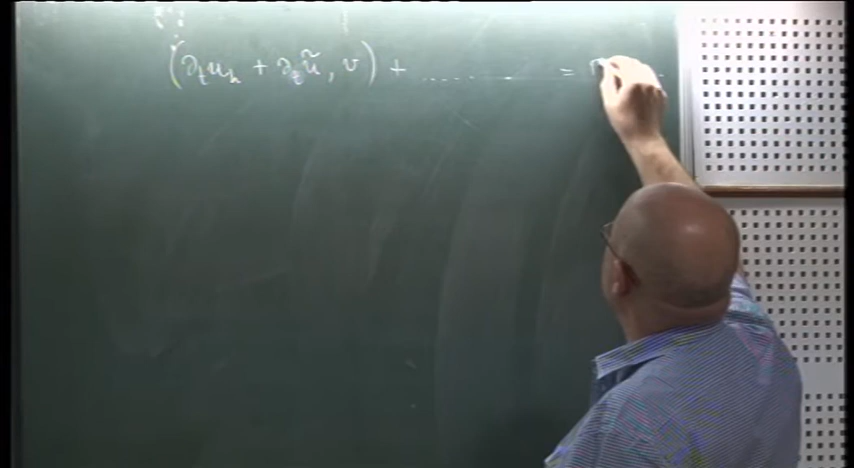 (∂ₜuₕ + ∂ₜũ, v) + ......... =